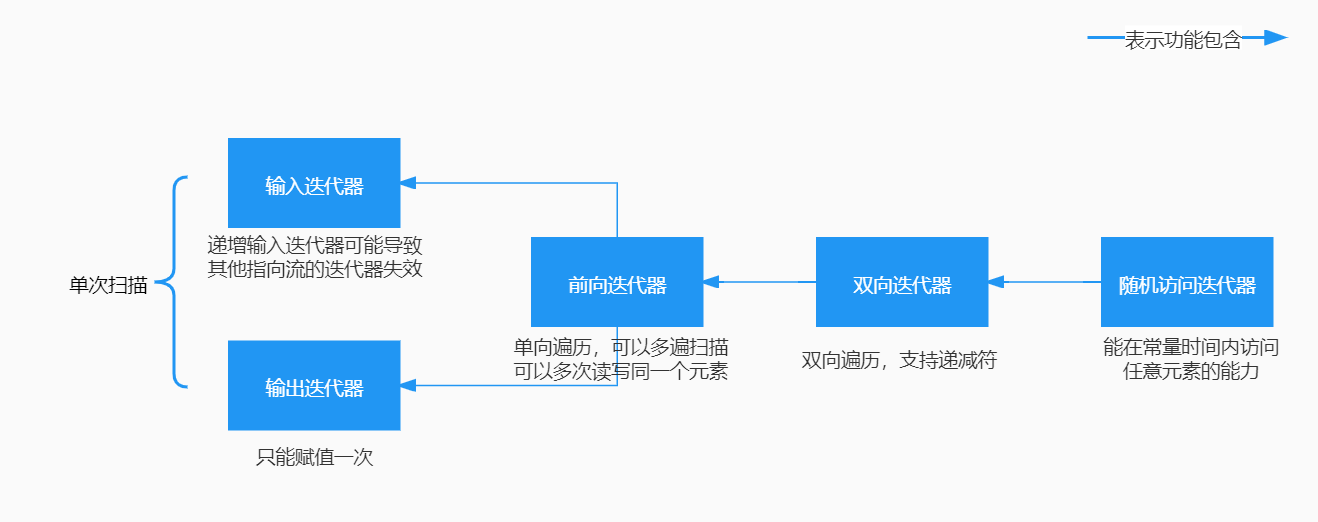 表示功能包含
输入迭代器
递增输入迭代器可能导致
其他指向流的迭代器失效
单次扫描
输出迭代器
只能赋值一次
前向迭代器
单向遍历，可以多遍扫描
可以多次读写同一个元素
双向迭代器
双向遍历，支持递减符
随机访问迭代器
能在常量时间内访问
任意元素的能力